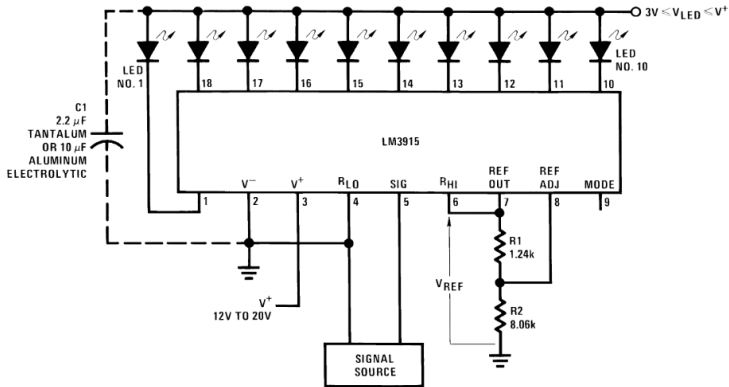 3V ≤ VLED ≤ V+
LED
NO. 1
LED
NO. 10
18
17
16
15
14
13
12
11
10
C1
2.2 μF
TANTALUM
OR 10 μF
ALUMINUM
ELECTROLYTIC
LM3915
V−
V+
RLO
SIG
RHI
REF
OUT
REF
ADJ
MODE
1
2
3
4
5
6
7
8
9
R1
1.24k
VREF
V+
12V TO 20V
R2
8.06k
SIGNAL
SOURCE